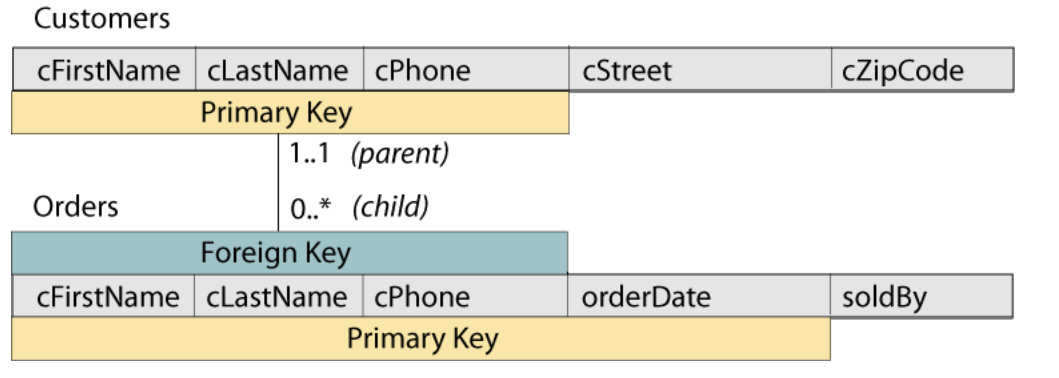 Customers
cFirstName cLastName cPhone cStreet cZipCode
Primary Key
1..1 (parent)
Orders 0..* (child)
Foreign Key
cFirstName cLastName cPhone orderDate soldBy
Primary Key